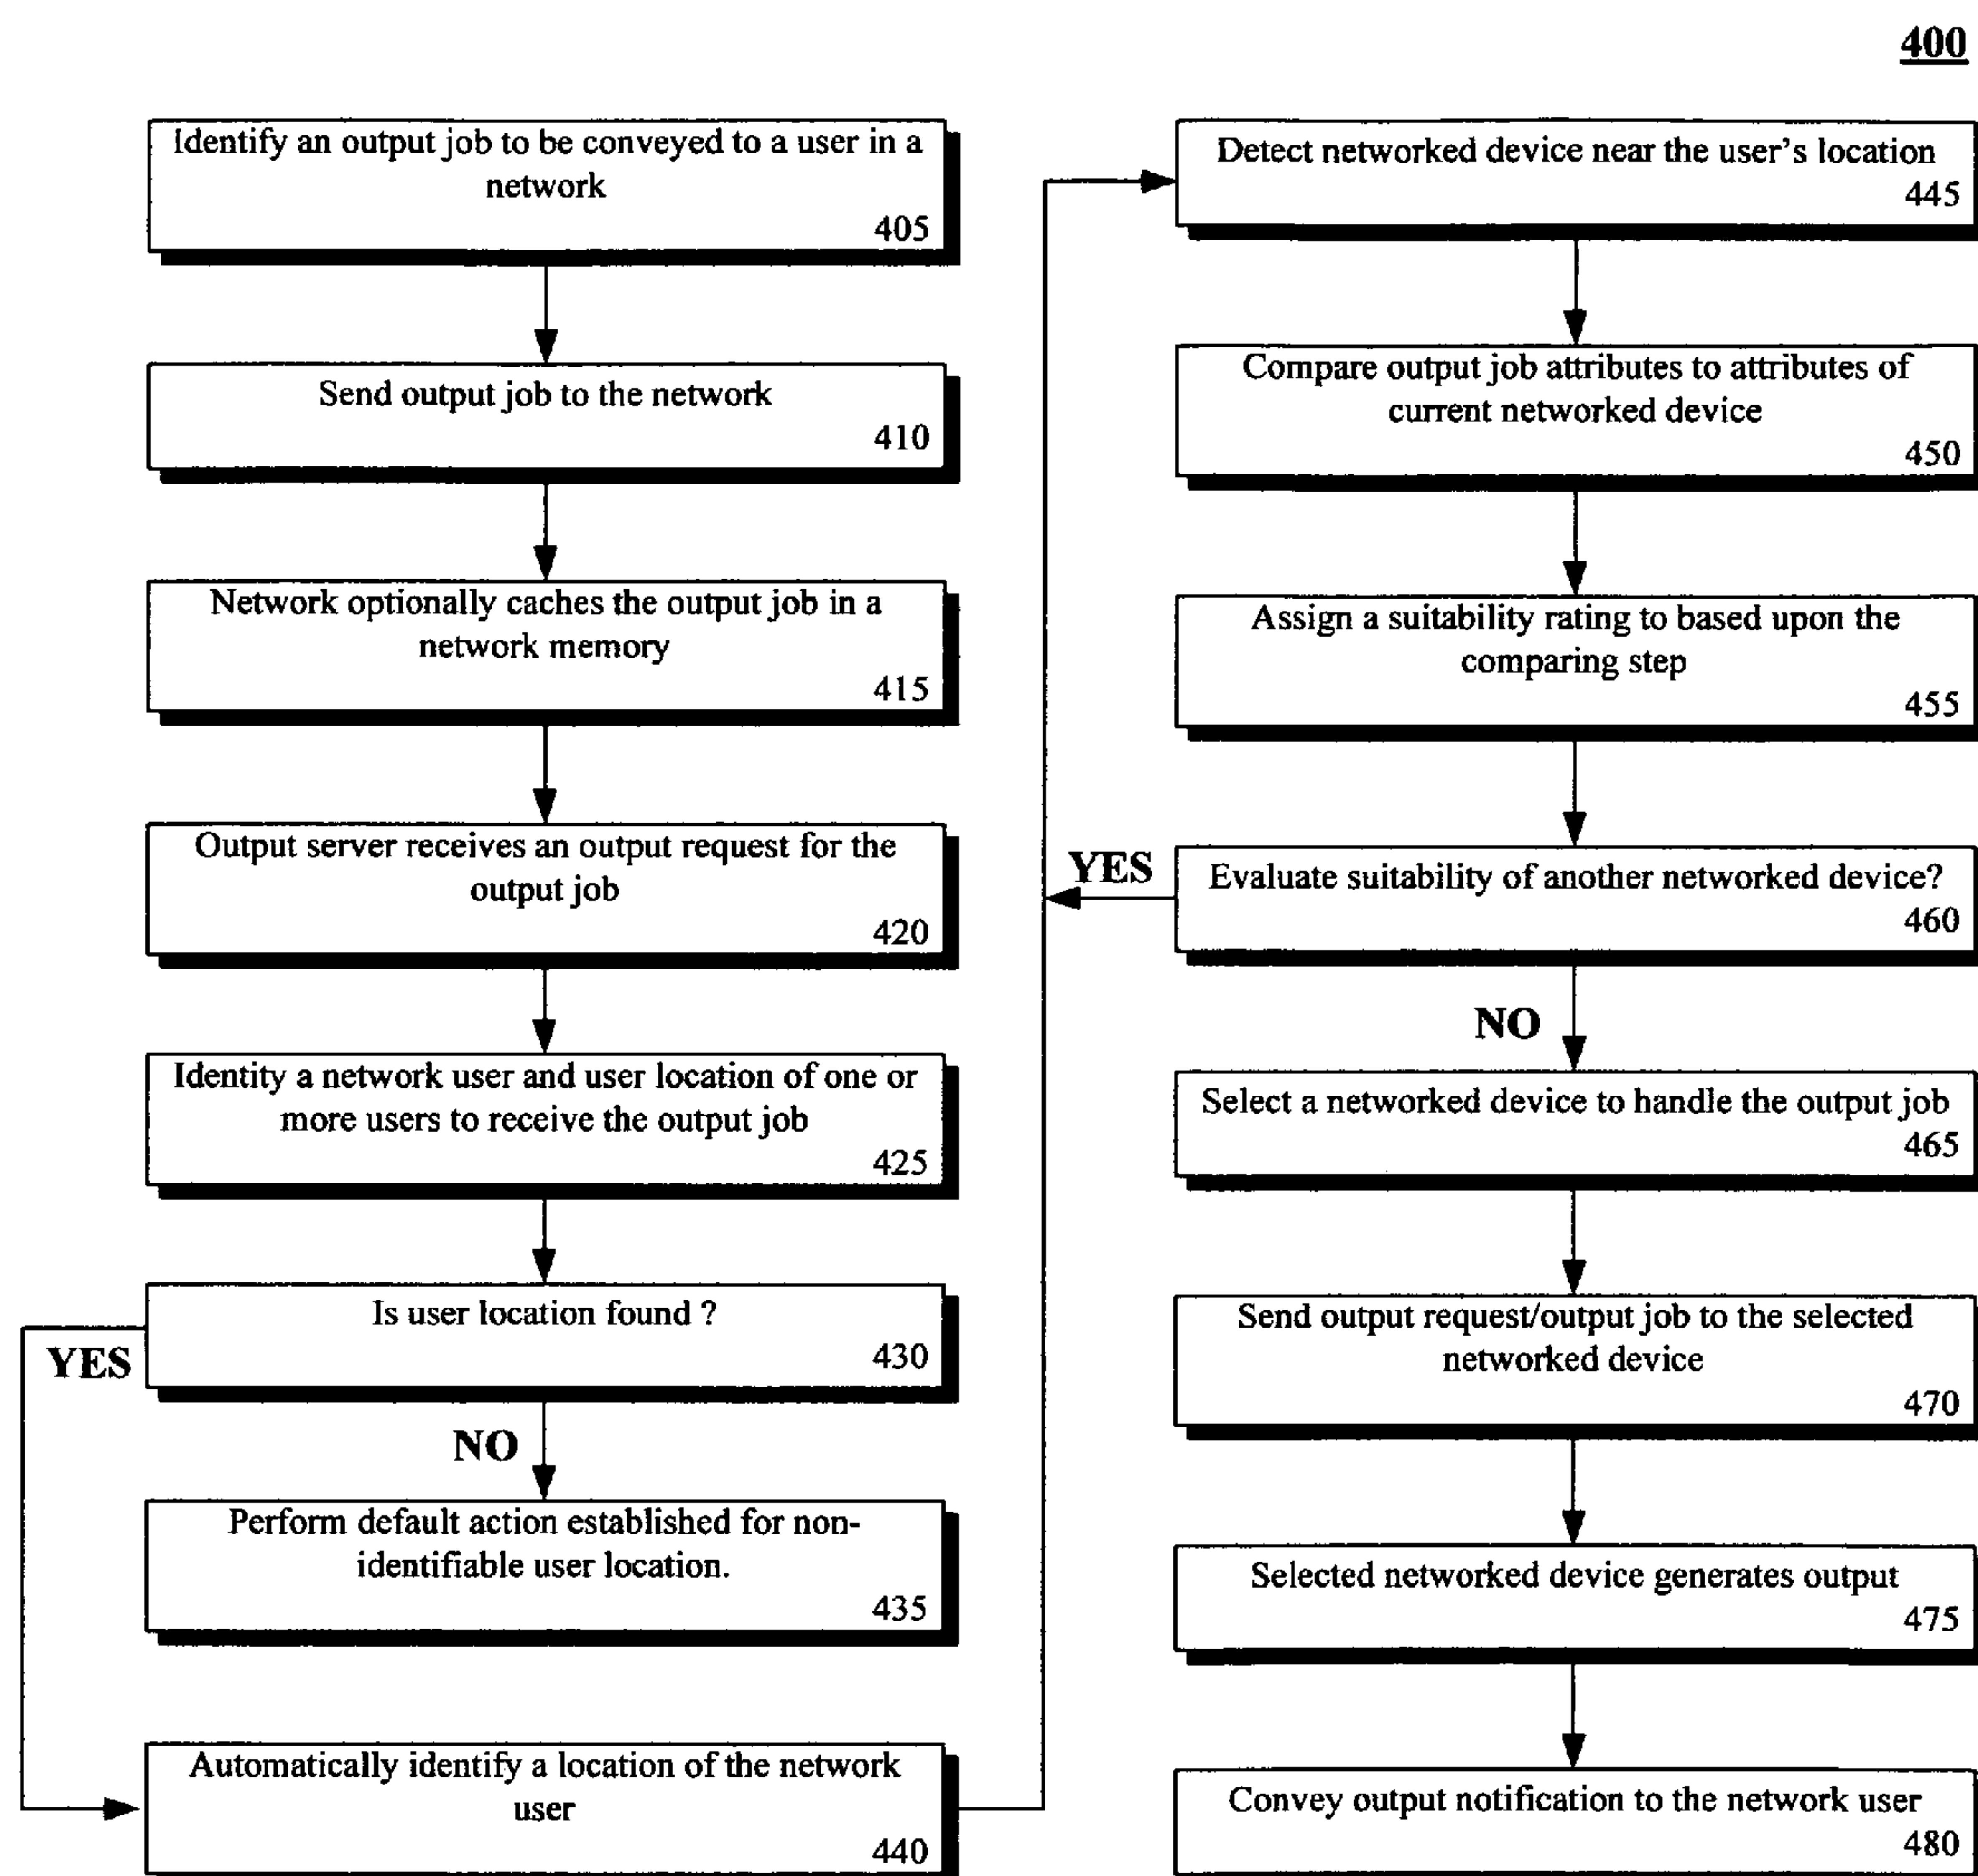 400
Identify an output job to be conveyed to a user in a
network
405
Send output job to the network
410
Network optionally caches the output job in a
network memory
415
Output server receives an output request for the
output job
420
Identity a network user and user location of one or
more users to receive the output job
425
Is user location found ?
430
YES
NO
Perform default action established for non-
identifiable user location.
435
Automatically identify a location of the network
user
440
Detect networked device near the user's location
445
Compare output job attributes to attributes of
current networked device
450
Assign a suitability rating to based upon the
comparing step
455
YES
Evaluate suitability of another networked device?
460
NO
Select a networked device to handle the output job
465
Send output request/output job to the selected
networked device
470
Selected networked device generates output
475
Convey output notification to the network user
480